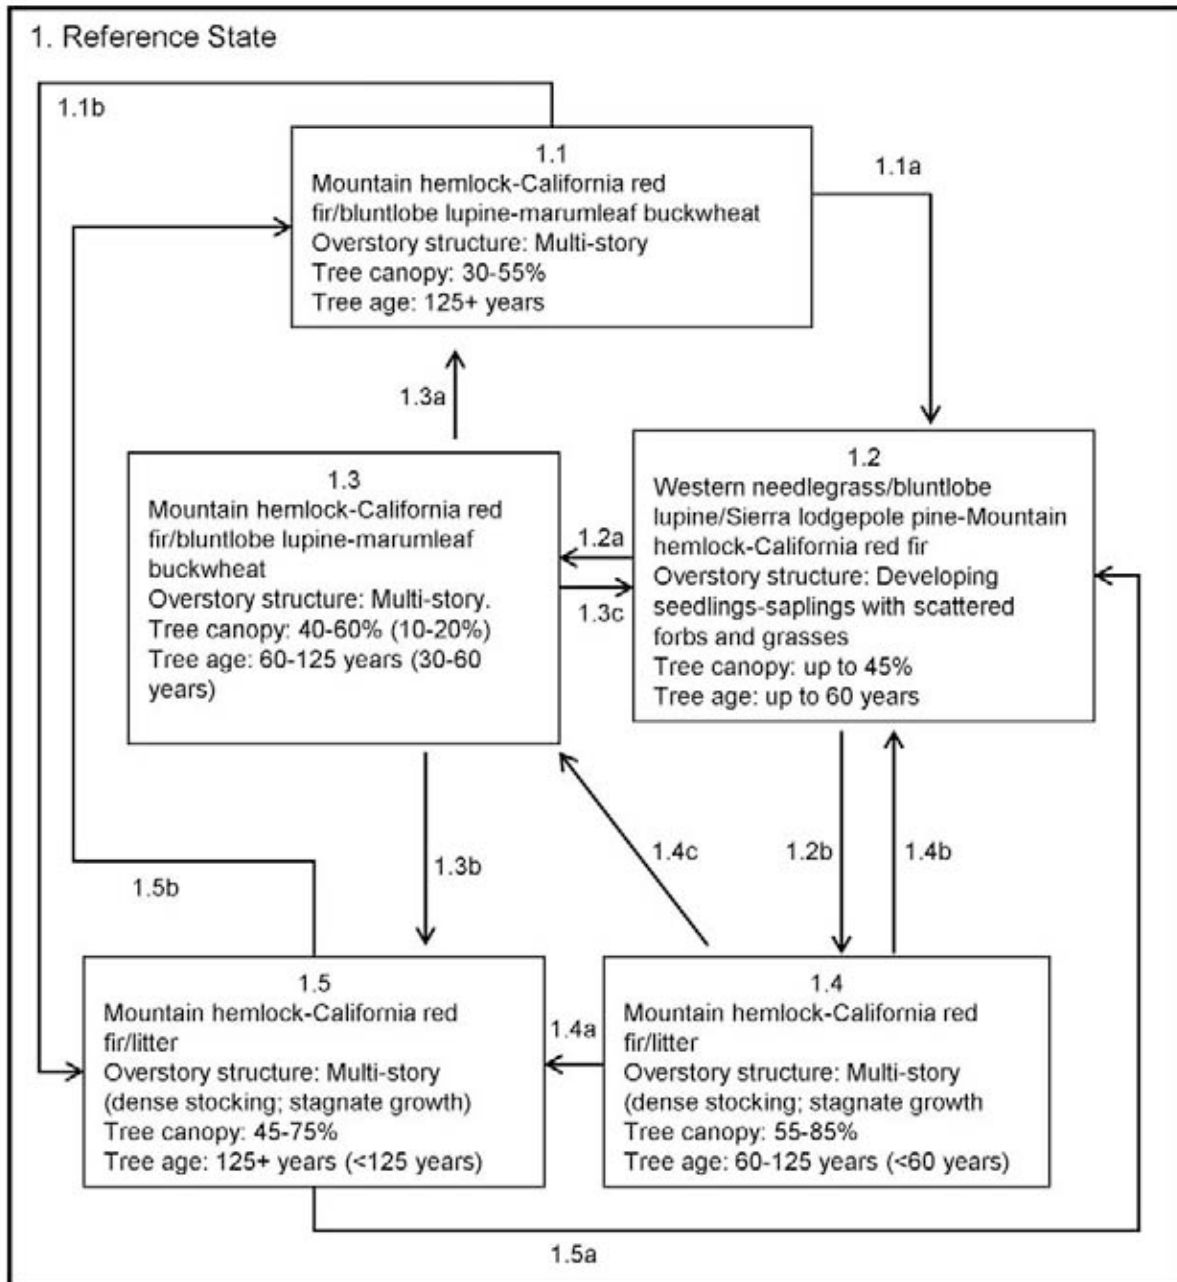 1. Reference State
1.1b
1.1
Mountain hemlock-California red
fir/bluntlobe lupine-marumleaf buckwheat
Overstory structure: Multi-story
Tree canopy: 30-55%
Tree age: 125+ years
1.1a
1.3a
1.3
Mountain hemlock-California red
fir/bluntlobe lupine-marumleaf
buckwheat
Overstory structure: Multi-story.
Tree canopy: 40-60% (10-20%)
Tree age: 60-125 years (30-60
years)
1.2a
1.3c
1.2
Western needlegrass/bluntlobe
lupine/Sierra lodgepole pine-Mountain
hemlock-California red fir
Overstory structure: Developing
seedlings-saplings with scattered
forbs and grasses
Tree canopy: up to 45%
Tree age: up to 60 years
1.5b
1.3b
1.4c
1.2b
1.4b
1.5
Mountain hemlock-California red
fir/litter
Overstory structure: Multi-story
(dense stocking; stagnate growth)
Tree canopy: 45-75%
Tree age: 125+ years (<125 years)
1.4a
1.4
Mountain hemlock-California red
fir/litter
Overstory structure: Multi-story
(dense stocking; stagnate growth
Tree canopy: 55-85%
Tree age: 60-125 years (<60 years)
1.5a